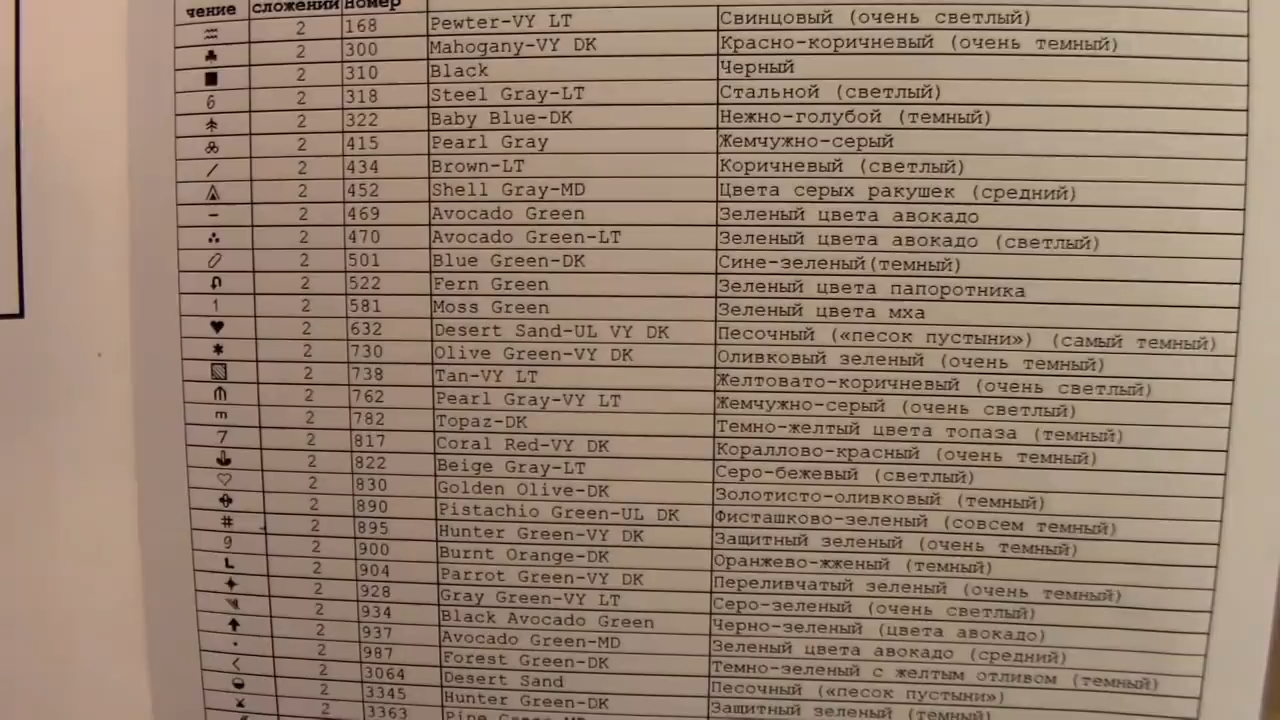 чение сложений номер
2 168 Pewter-VY LT Свинцовый (очень светлый)
2 300 Mahogany-VY DK Красно-коричневый (очень темный)
2 310 Black Черный
6 2 318 Steel Gray-LT Стальной (светлый)
2 322 Baby Blue-DK Нежно-голубой (темный)
2 415 Pearl Gray Жемчужно-серый
/ 2 434 Brown-LT Коричневый (светлый)
2 452 Shell Gray-MD Цвета серых ракушек (средний)
− 2 469 Avocado Green Зеленый цвета авокадо
2 470 Avocado Green-LT Зеленый цвета авокадо (светлый)
2 501 Blue Green-DK Сине-зеленый(темный)
2 522 Fern Green Зеленый цвета папоротника
1 2 581 Moss Green Зеленый цвета мха
♥ 2 632 Desert Sand-UL VY DK Песочный («песок пустыни») (самый темный)
* 2 730 Olive Green-VY DK Оливковый зеленый (очень темный)
2 738 Tan-VY LT Желтовато-коричневый (очень светлый)
2 762 Pearl Gray-VY LT Жемчужно-серый (очень светлый)
m 2 782 Topaz-DK Темно-желтый цвета топаза (темный)
7 2 817 Coral Red-VY DK Кораллово-красный (очень темный)
2 822 Beige Gray-LT Серо-бежевый (светлый)
♡ 2 830 Golden Olive-DK Золотисто-оливковый (темный)
2 890 Pistachio Green-UL DK Фисташково-зеленый (совсем темный)
# 2 895 Hunter Green-VY DK Защитный зеленый (очень темный)
9 2 900 Burnt Orange-DK Оранжево-жженый (темный)
L 2 904 Parrot Green-VY DK Переливчатый зеленый (очень темный)
2 928 Gray Green-VY LT Серо-зеленый (очень светлый)
2 934 Black Avocado Green Черно-зеленый (цвета авокадо)
2 937 Avocado Green-MD Зеленый цвета авокадо (средний)
2 987 Forest Green-DK Темно-зеленый с желтым отливом (темный)
< 2 3064 Desert Sand Песочный («песок пустыни»)
2 3345 Hunter Green-DK Защитный зеленый (темный)
2 3363 Pine Green-MD